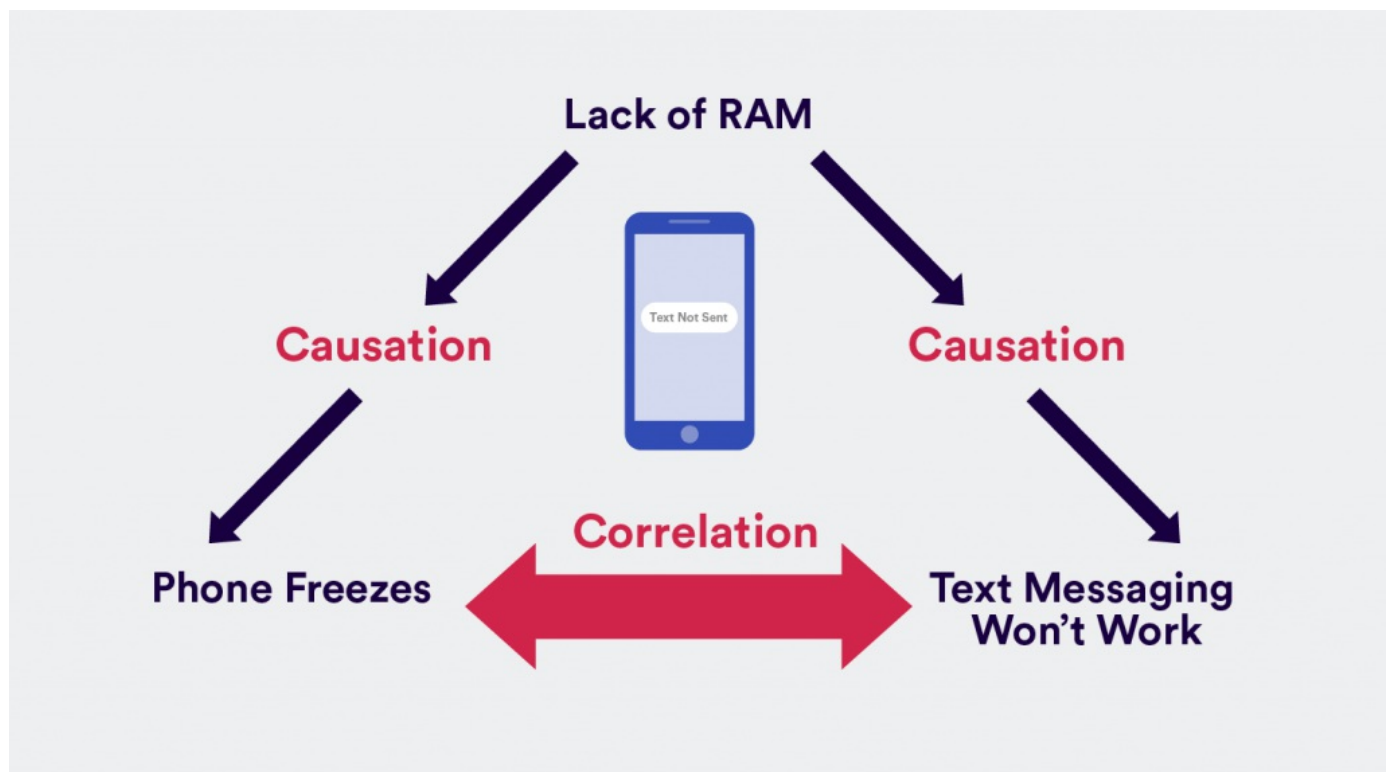 Lack of RAM
Text Not Sent
Causation
Causation
Correlation
Phone Freezes
Text Messaging
Won't Work